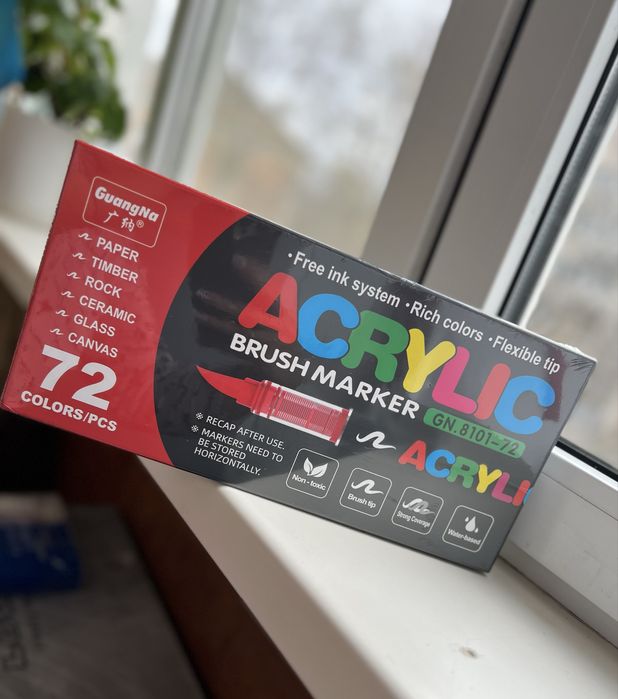 GuangNa
广纳®
PAPER
TIMBER
ROCK
CERAMIC
GLASS
CANVAS
72
COLORS/PCS
·Free ink system ·Rich colors ·Flexible tip
ACRYLIC
BRUSH MARKER
GN.8101-72
※ RECAP AFTER USE.
※ MARKERS NEED TO
BE STORED
HORIZONTALLY.
ACRYLI
Non-toxic
Brush tip
Strong Coverage
Water-based